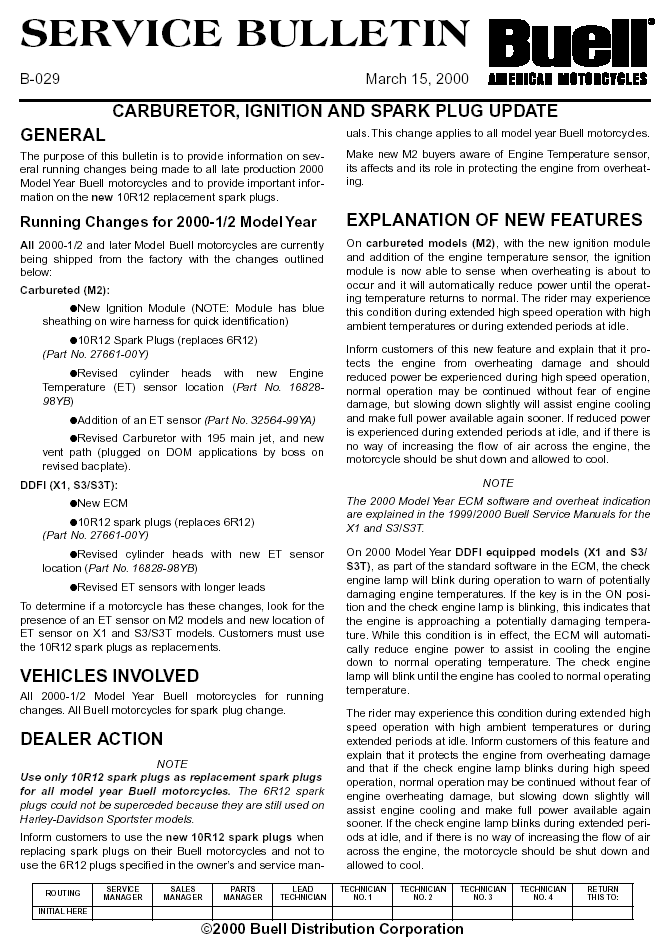 SERVICE BULLETIN
Buell®
AMERICAN MOTORCYCLES
B-029
March 15, 2000
CARBURETOR, IGNITION AND SPARK PLUG UPDATE
GENERAL
The purpose of this bulletin is to provide information on sev-
eral running changes being made to all late production 2000
Model Year Buell motorcycles and to provide important infor-
mation on the new 10R12 replacement spark plugs.
Running Changes for 2000-1/2 Model Year
All 2000-1/2 and later Model Buell motorcycles are currently
being shipped from the factory with the changes outlined
below:
Carbureted (M2):
●New Ignition Module (NOTE: Module has blue
sheathing on wire harness for quick identification)
●10R12 Spark Plugs (replaces 6R12)
(Part No. 27661-00Y)
●Revised cylinder heads with new Engine
Temperature (ET) sensor location (Part No. 16828-
98YB)
●Addition of an ET sensor (Part No. 32564-99YA)
●Revised Carburetor with 195 main jet, and new
vent path (plugged on DOM applications by boss on
revised bacplate).
DDFI (X1, S3/S3T):
●New ECM
●10R12 spark plugs (replaces 6R12)
(Part No. 27661-00Y)
●Revised cylinder heads with new ET sensor
location (Part No. 16828-98YB)
●Revised ET sensors with longer leads
To determine if a motorcycle has these changes, look for the
presence of an ET sensor on M2 models and new location of
ET sensor on X1 and S3/S3T models. Customers must use
the 10R12 spark plugs as replacements.
VEHICLES INVOLVED
All 2000-1/2 Model Year Buell motorcycles for running
changes. All Buell motorcycles for spark plug change.
DEALER ACTION
NOTE
Use only 10R12 spark plugs as replacement spark plugs
for all model year Buell motorcycles. The 6R12 spark
plugs could not be superceded because they are still used on
Harley-Davidson Sportster models.
Inform customers to use the new 10R12 spark plugs when
replacing spark plugs on their Buell motorcycles and not to
use the 6R12 plugs specified in the owner's and service man-
uals. This change applies to all model year Buell motorcycles.
Make new M2 buyers aware of Engine Temperature sensor,
its affects and its role in protecting the engine from overheat-
ing.
EXPLANATION OF NEW FEATURES
On carbureted models (M2), with the new ignition module
and addition of the engine temperature sensor, the ignition
module is now able to sense when overheating is about to
occur and it will automatically reduce power until the operat-
ing temperature returns to normal. The rider may experience
this condition during extended high speed operation with high
ambient temperatures or during extended periods at idle.
Inform customers of this new feature and explain that it pro-
tects the engine from overheating damage and should
reduced power be experienced during high speed operation,
normal operation may be continued without fear of engine
damage, but slowing down slightly will assist engine cooling
and make full power available again sooner. If reduced power
is experienced during extended periods at idle, and if there is
no way of increasing the flow of air across the engine, the
motorcycle should be shut down and allowed to cool.
NOTE
The 2000 Model Year ECM software and overheat indication
are explained in the 1999/2000 Buell Service Manuals for the
X1 and S3/S3T.
On 2000 Model Year DDFI equipped models (X1 and S3/
S3T), as part of the standard software in the ECM, the check
engine lamp will blink during operation to warn of potentially
damaging engine temperatures. If the key is in the ON posi-
tion and the check engine lamp is blinking, this indicates that
the engine is approaching a potentially damaging tempera-
ture. While this condition is in effect, the ECM will automati-
cally reduce engine power to assist in cooling the engine
down to normal operating temperature. The check engine
lamp will blink until the engine has cooled to normal operating
temperature.
The rider may experience this condition during extended high
speed operation with high ambient temperatures or during
extended periods at idle. Inform customers of this feature and
explain that it protects the engine from overheating damage
and that if the check engine lamp blinks during high speed
operation, normal operation may be continued without fear of
engine overheating damage, but slowing down slightly will
assist engine cooling and make full power available again
sooner. If the check engine lamp blinks during extended peri-
ods at idle, and if there is no way of increasing the flow of air
across the engine, the motorcycle should be shut down and
allowed to cool.
ROUTING
SERVICE MANAGER
SALES MANAGER
PARTS MANAGER
LEAD TECHNICIAN
TECHNICIAN NO. 1
TECHNICIAN NO. 2
TECHNICIAN NO. 3
TECHNICIAN NO. 4
RETURN THIS TO:
INITIAL HERE
©2000 Buell Distribution Corporation